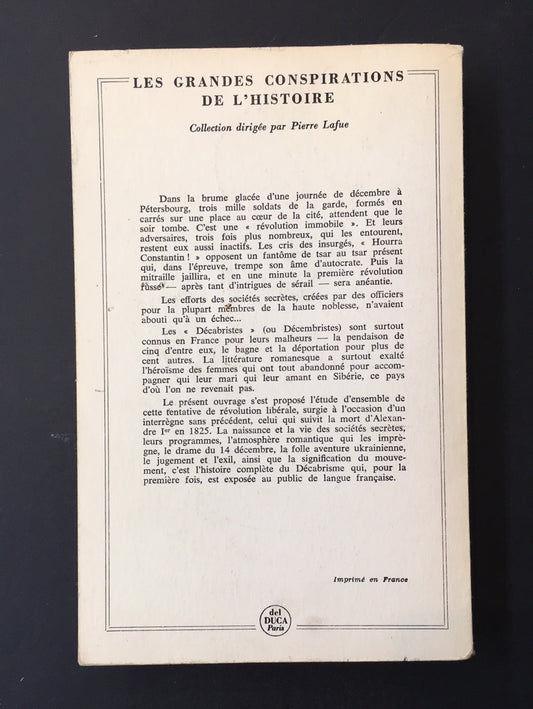 LES GRANDES CONSPIRATIONS
DE L'HISTOIRE
Collection dirigée par Pierre Lafue
Dans la brume glacée d'une journée de décembre à
Pétersbourg, trois mille soldats de la garde, formés en
carrés sur une place au cœur de la cité, attendent que le
soir tombe. C'est une « révolution immobile ». Et leurs
adversaires, trois fois plus nombreux, qui les entourent,
restent eux aussi inactifs. Les cris des insurgés, « Hourra
Constantin ! » opposent un fantôme de tsar au tsar présent
qui, dans l'épreuve, trempe son âme d'autocrate. Puis la
mitraille jaillira, et en une minute la première révolution
russe — après tant d'intrigues de sérail — sera anéantie.
Les efforts des sociétés secrètes, créées par des officiers
pour la plupart membres de la haute noblesse, n'avaient
abouti qu'à un échec...
Les « Décabristes » (ou Décembristes) sont surtout
connus en France pour leurs malheurs — la pendaison de
cinq d'entre eux, le bagne et la déportation pour plus de
cent autres. La littérature romanesque a surtout exalté
l'héroïsme des femmes qui ont tout abandonné pour accom-
pagner qui leur mari qui leur amant en Sibérie, ce pays
d'où l'on ne revenait pas.
Le présent ouvrage s'est proposé l'étude d'ensemble de
cette tentative de révolution libérale, surgie à l'occasion d'un
interrègne sans précédent, celui qui suivit la mort d'Alexan-
dre Ier en 1825. La naissance et la vie des sociétés secrètes,
leurs programmes, l'atmosphère romantique qui les imprè-
gne, le drame du 14 décembre, la folle aventure ukrainienne,
le jugement et l'exil, ainsi que la signification du mouve-
ment, c'est l'histoire complète du Décabrisme qui, pour la
première fois, est exposée au public de langue française.
Imprimé en France
del
DUCA
Paris